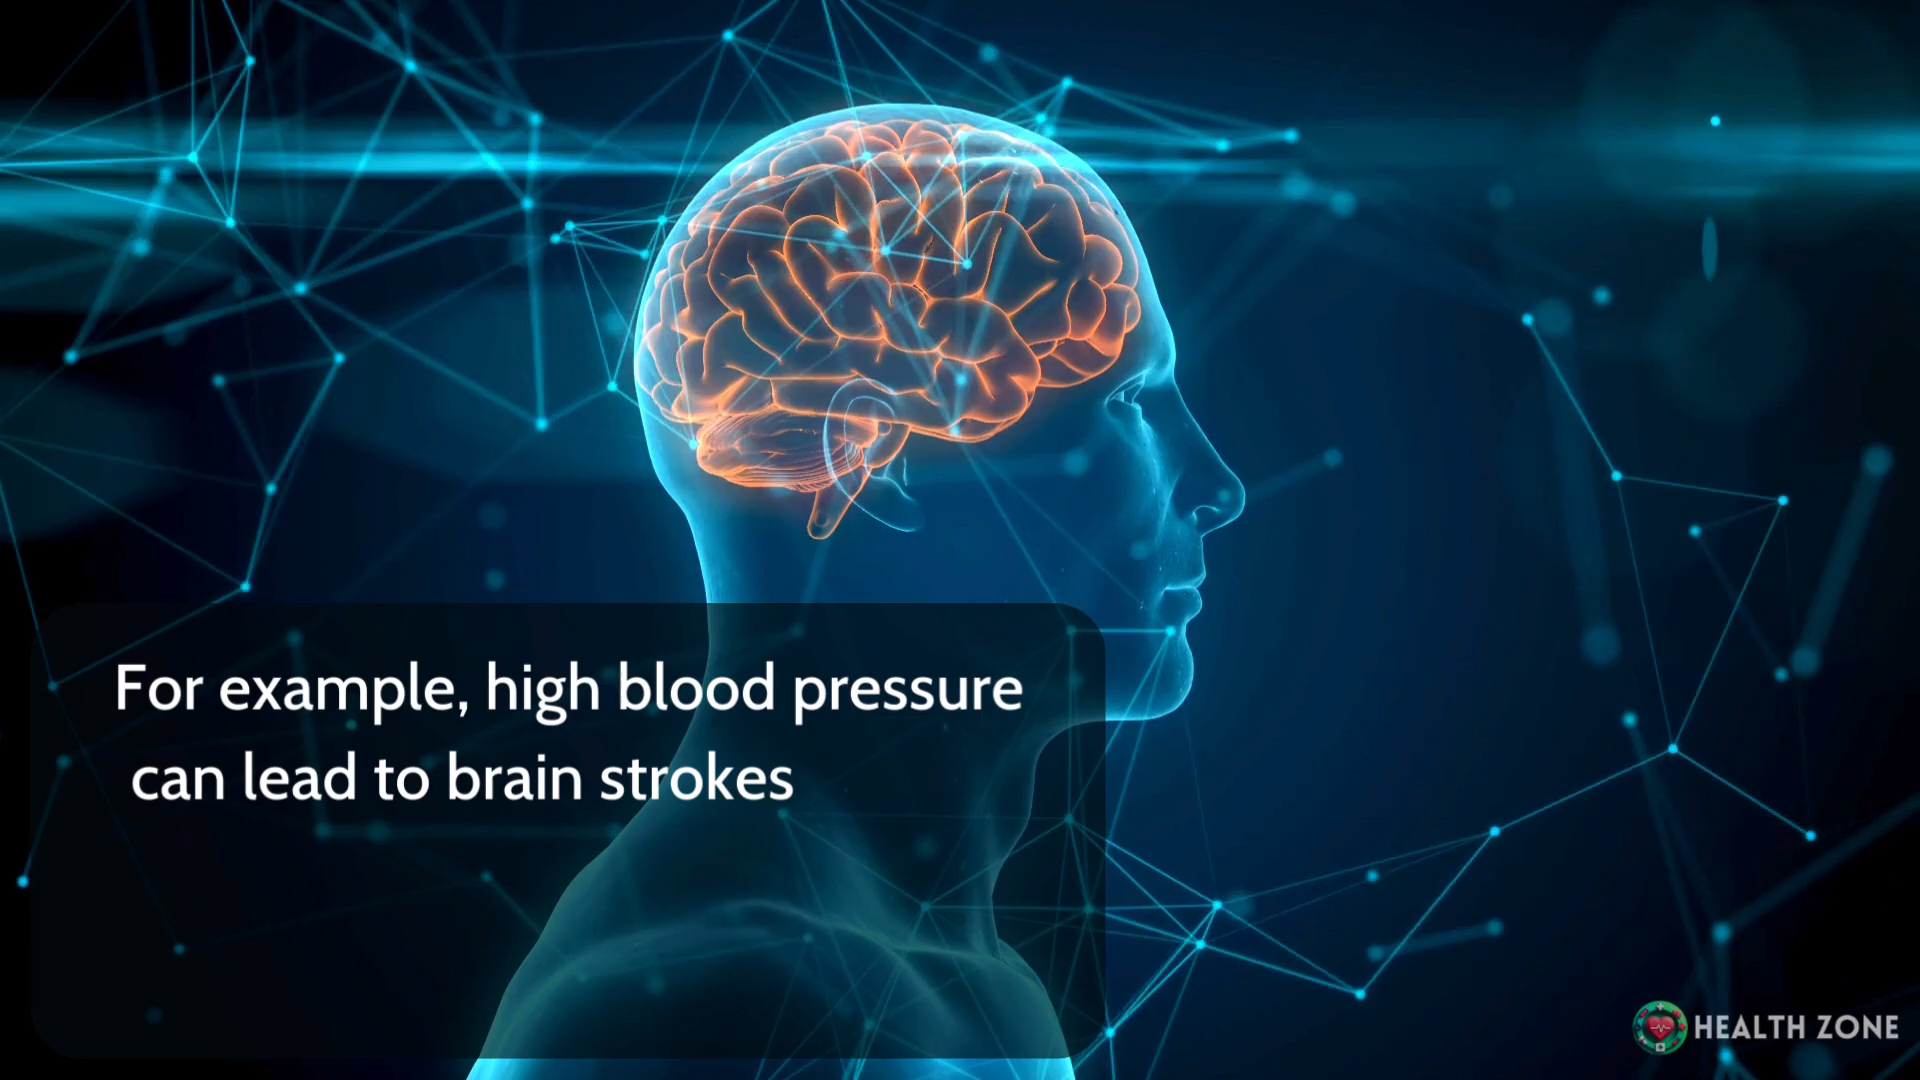 For example, high blood pressure
can lead to brain strokes
HEALTH ZONE